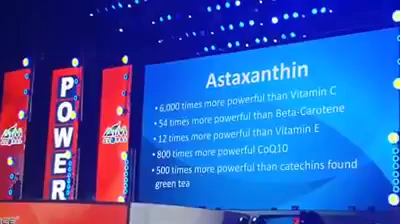 Astaxanthin
• 6,000 times more powerful than Vitamin C
• 54 times more powerful than Beta-Carotene
• 12 times more powerful than Vitamin E
• 800 times more powerful CoQ10
• 500 times more powerful than catechins found
green tea
POWER
GLOBAL